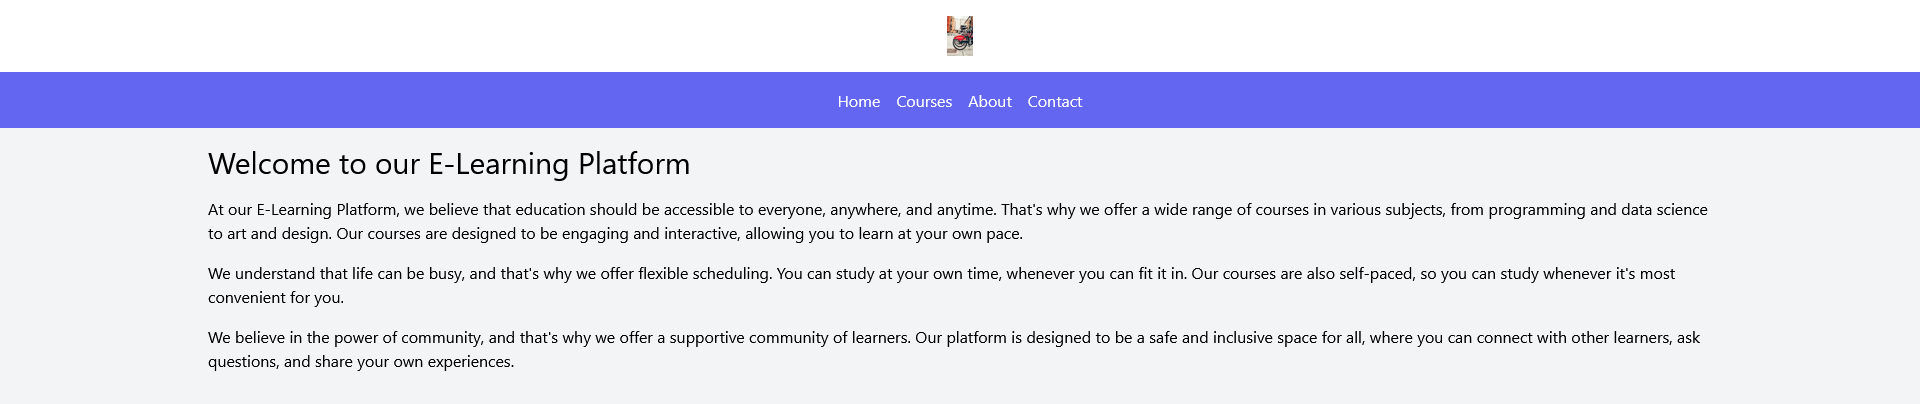 Home Courses About Contact
Welcome to our E-Learning Platform
At our E-Learning Platform, we believe that education should be accessible to everyone, anywhere, and anytime. That's why we offer a wide range of courses in various subjects, from programming and data science
to art and design. Our courses are designed to be engaging and interactive, allowing you to learn at your own pace.
We understand that life can be busy, and that's why we offer flexible scheduling. You can study at your own time, whenever you can fit it in. Our courses are also self-paced, so you can study whenever it's most
convenient for you.
We believe in the power of community, and that's why we offer a supportive community of learners. Our platform is designed to be a safe and inclusive space for all, where you can connect with other learners, ask
questions, and share your own experiences.